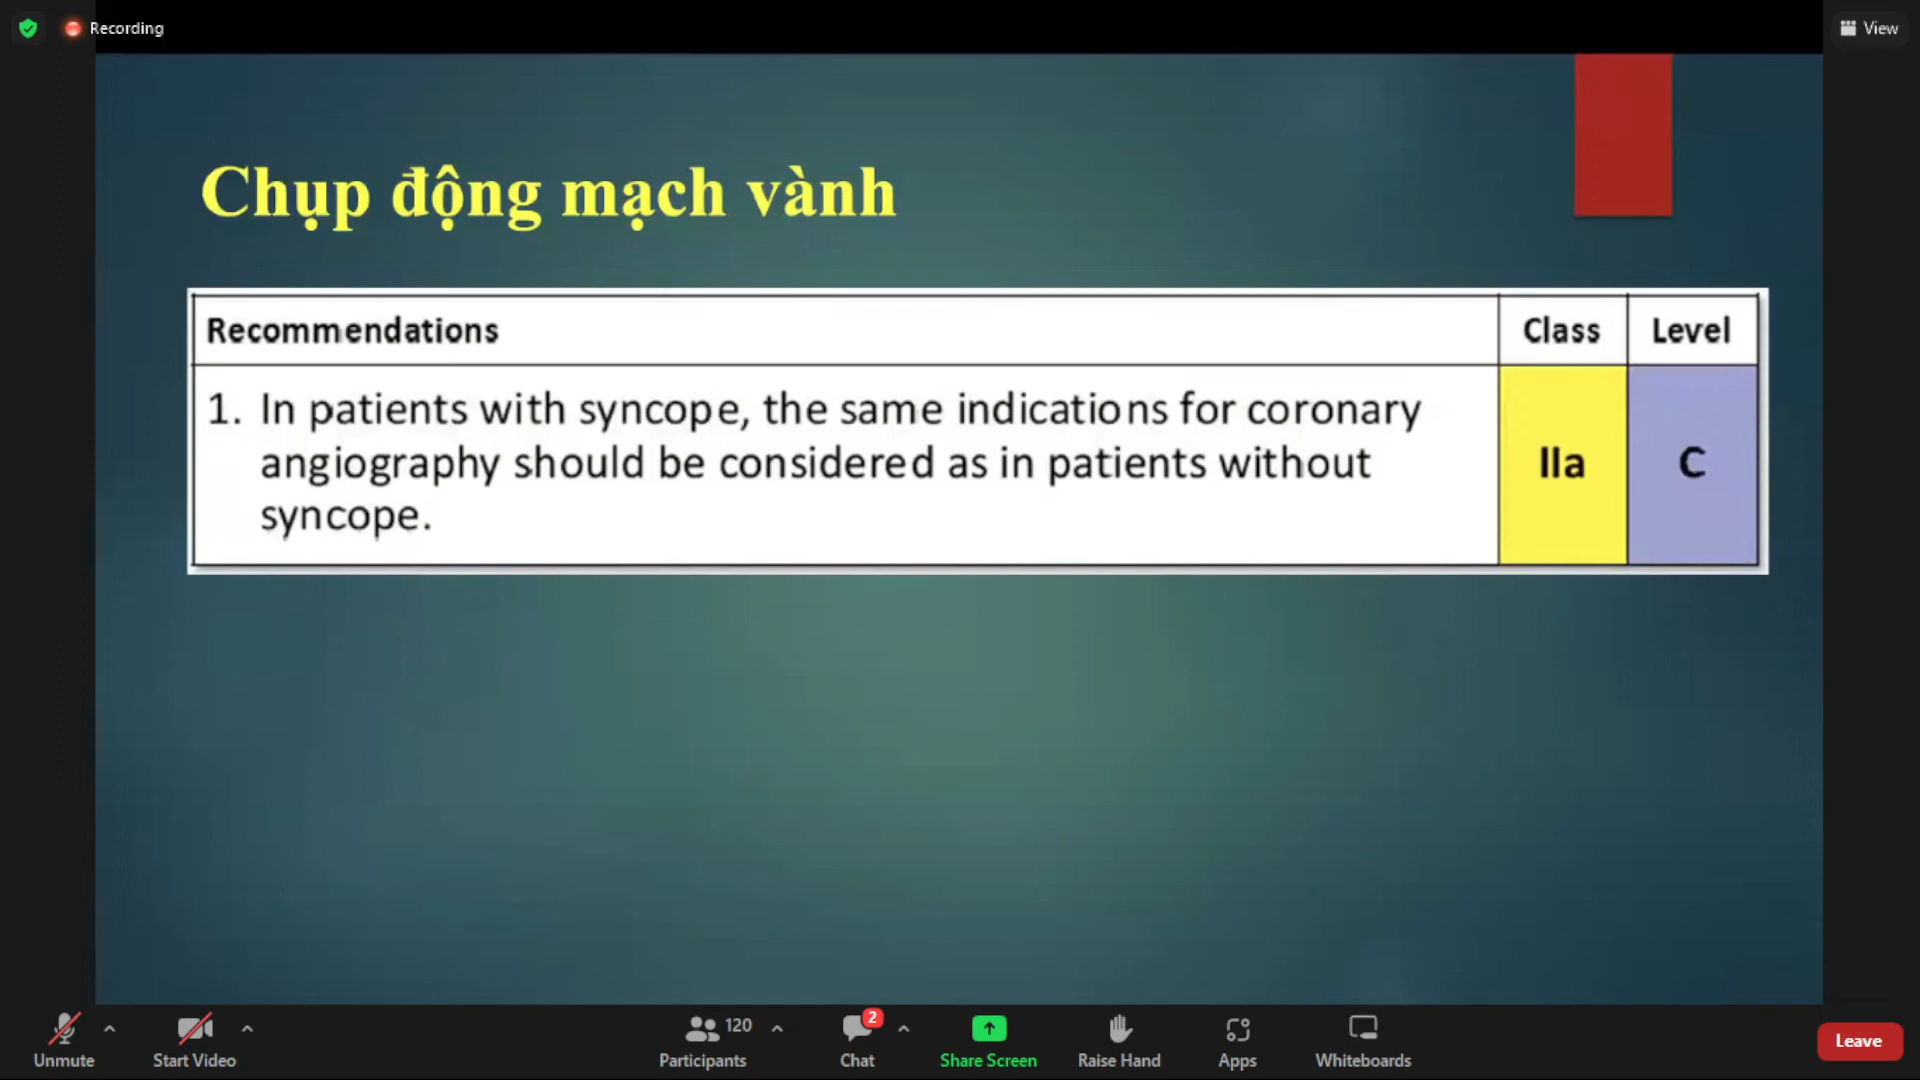 Recording
View
Chụp động mạch vành
Recommendations Class Level
1. In patients with syncope, the same indications for coronary
angiography should be considered as in patients without
syncope.
IIa C
120
2
Unmute Start Video Participants Chat Share Screen Raise Hand Apps Whiteboards Leave